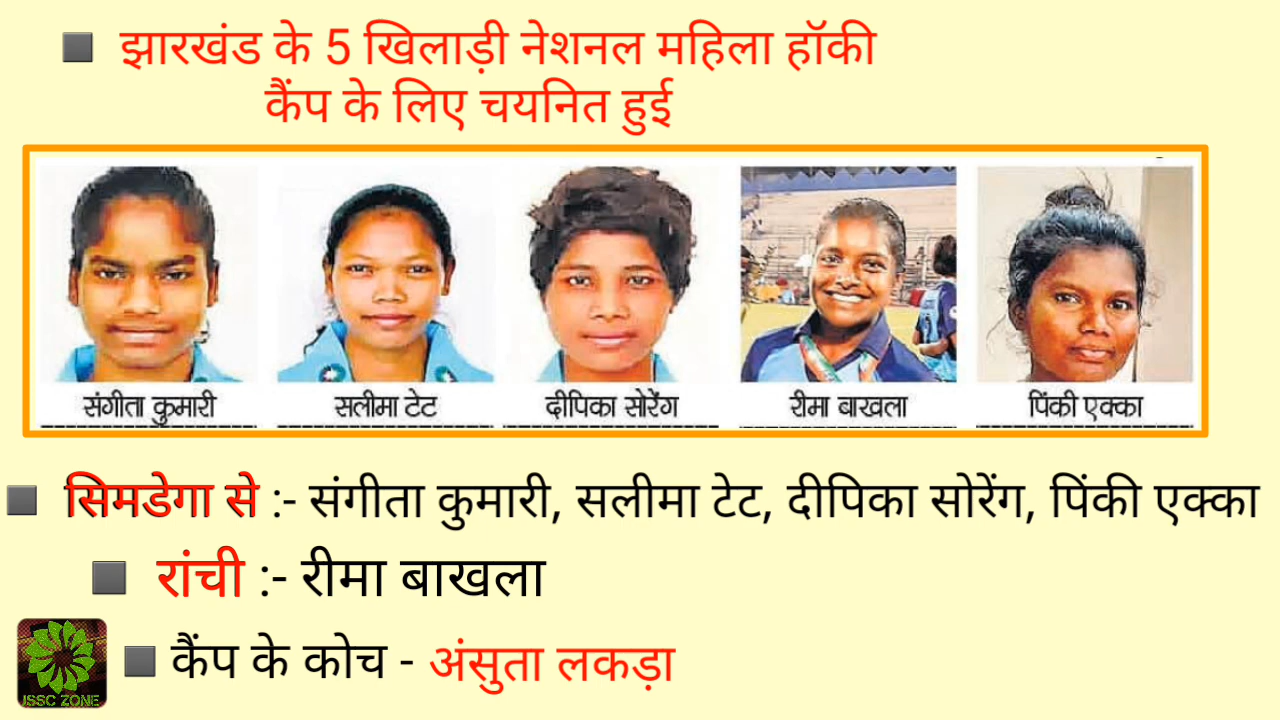 झारखंड के 5 खिलाड़ी नेशनल महिला हॉकी
कैंप के लिए चयनित हुई
संगीता कुमारी सलीमा टेट दीपिका सोरेंग रीमा बाखला पिंकी एक्का
सिमडेगा से :- संगीता कुमारी, सलीमा टेट, दीपिका सोरेंग, पिंकी एक्का
रांची :- रीमा बाखला
कैंप के कोच - अंसुता लकड़ा
JSSC ZONE